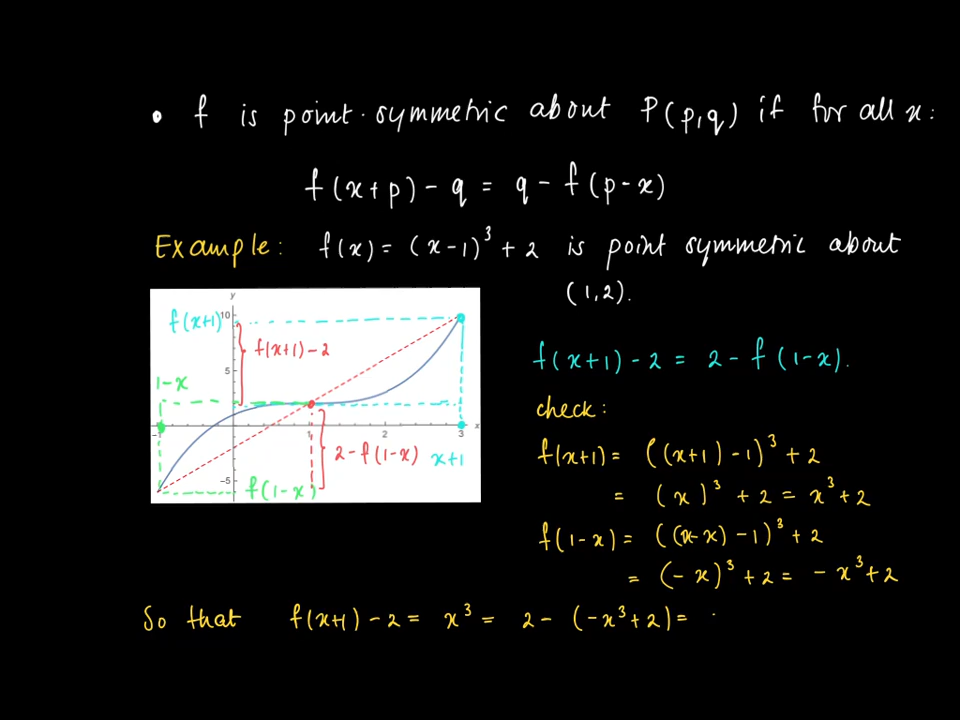 • f is point-symmetric about P(p,q) if for all x:
f(x+p) - q = q - f(p-x)
Example: f(x) = (x-1)³ + 2 is point symmetric about
(1,2).
y
f(x+1) 10
f(x+1) - 2
5
1-x
-1 1 2 3 x
2 - f(1-x) x+1
-5
f(1-x)
f(x+1) - 2 = 2 - f(1-x).
check:
f(x+1) = ((x+1) - 1)³ + 2
= (x)³ + 2 = x³ + 2
f(1-x) = ((x-x) - 1)³ + 2
= (-x)³ + 2 = -x³ + 2
So that f(x+1) - 2 = x³ = 2 - (-x³ + 2) =